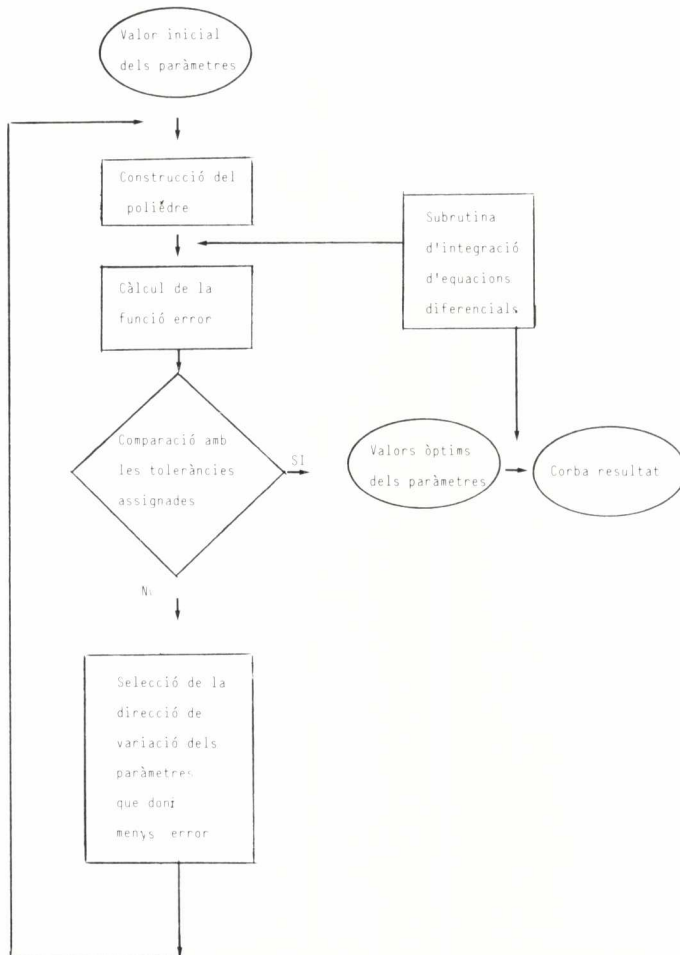 Valor inicial
dels paràmetres
Construcció del
poliédre
Subrutina
d'integració
d'equacions
diferencials
Càlcul de la
funció error
Comparació amb
les toleràncies
assignades
SI
Valors òptims
dels paràmetres
Corba resultat
Selecció de la
direcció de
variació dels
paràmetres
que doni
menys error